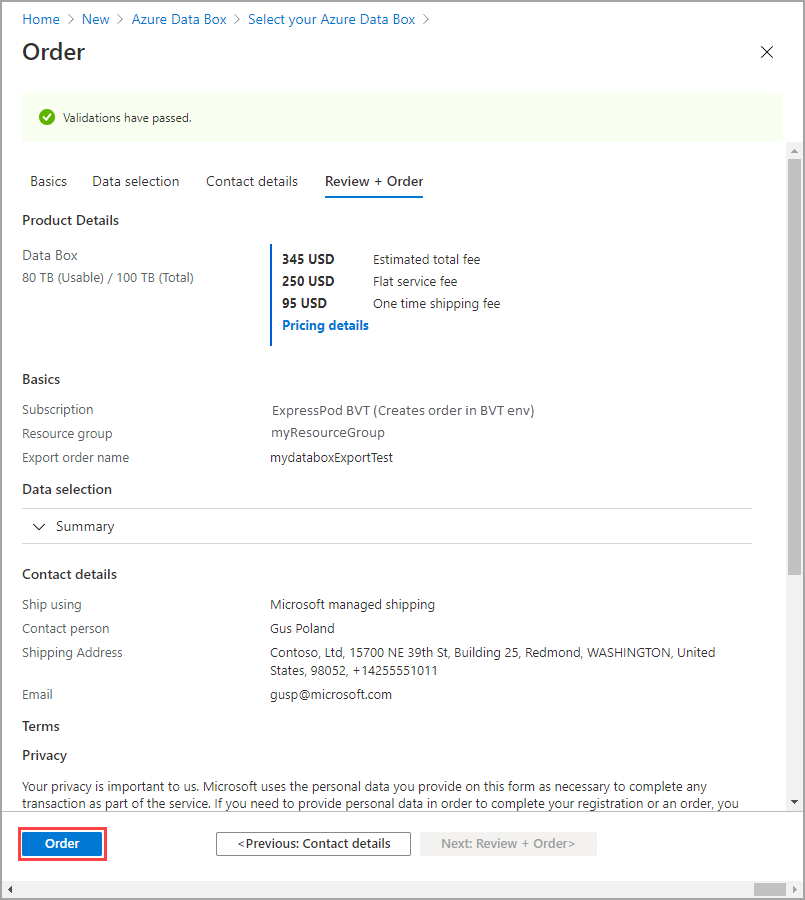 Home > New > Azure Data Box > Select your Azure Data Box >
Order
Validations have passed.
Basics Data selection Contact details Review + Order
Product Details
Data Box
80 TB (Usable) / 100 TB (Total)
345 USD Estimated total fee
250 USD Flat service fee
95 USD One time shipping fee
Pricing details
Basics
Subscription ExpressPod BVT (Creates order in BVT env)
Resource group myResourceGroup
Export order name mydataboxExportTest
Data selection
Summary
Contact details
Ship using Microsoft managed shipping
Contact person Gus Poland
Shipping Address Contoso, Ltd, 15700 NE 39th St, Building 25, Redmond, WASHINGTON, United
States, 98052, +14255551011
Email gusp@microsoft.com
Terms
Privacy
Your privacy is important to us. Microsoft uses the personal data you provide on this form as necessary to complete any
transaction as part of the service. If you need to provide personal data in order to complete your registration or an order, you
Order <Previous: Contact details Next: Review + Order>